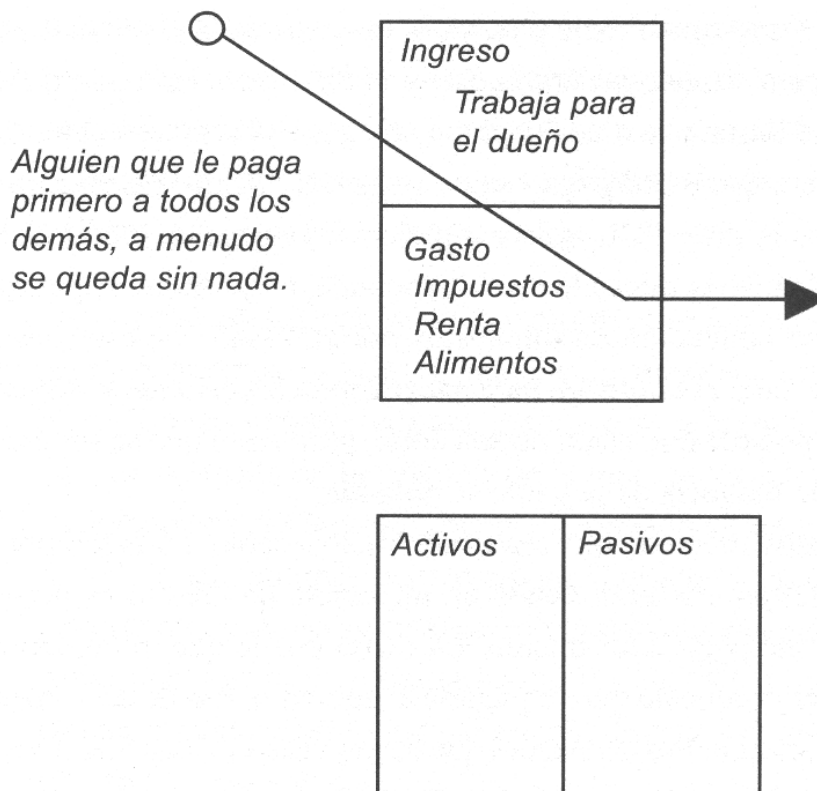 Ingreso
Trabaja para
el dueño
Alguien que le paga
primero a todos los
demás, a menudo
se queda sin nada.
Gasto
Impuestos
Renta
Alimentos
Activos
Pasivos